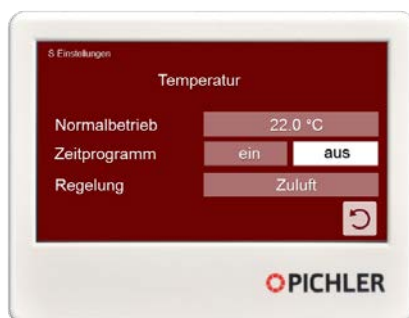 S Einstellungen
Temperatur
Normalbetrieb 22.0 °C
Zeitprogramm ein aus
Regelung Zuluft
PICHLER